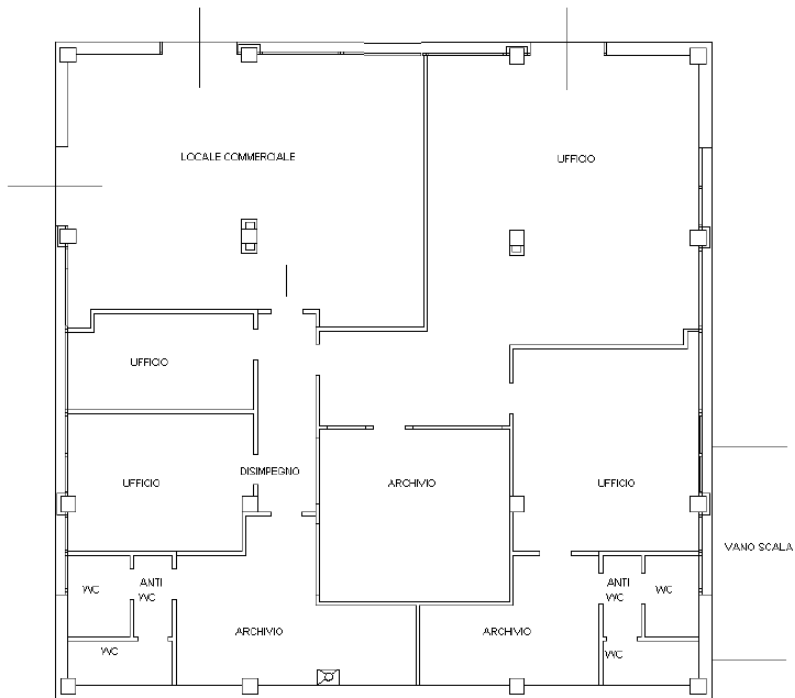 LOCALE COMMERCIALE
UFFICIO
UFFICIO
DISIMPEGNO
UFFICIO
ARCHIVIO
UFFICIO
VANO SCALA
WC
ANTI
WC
ANTI
WC
WC
ARCHIVIO
ARCHIVIO
WC
WC